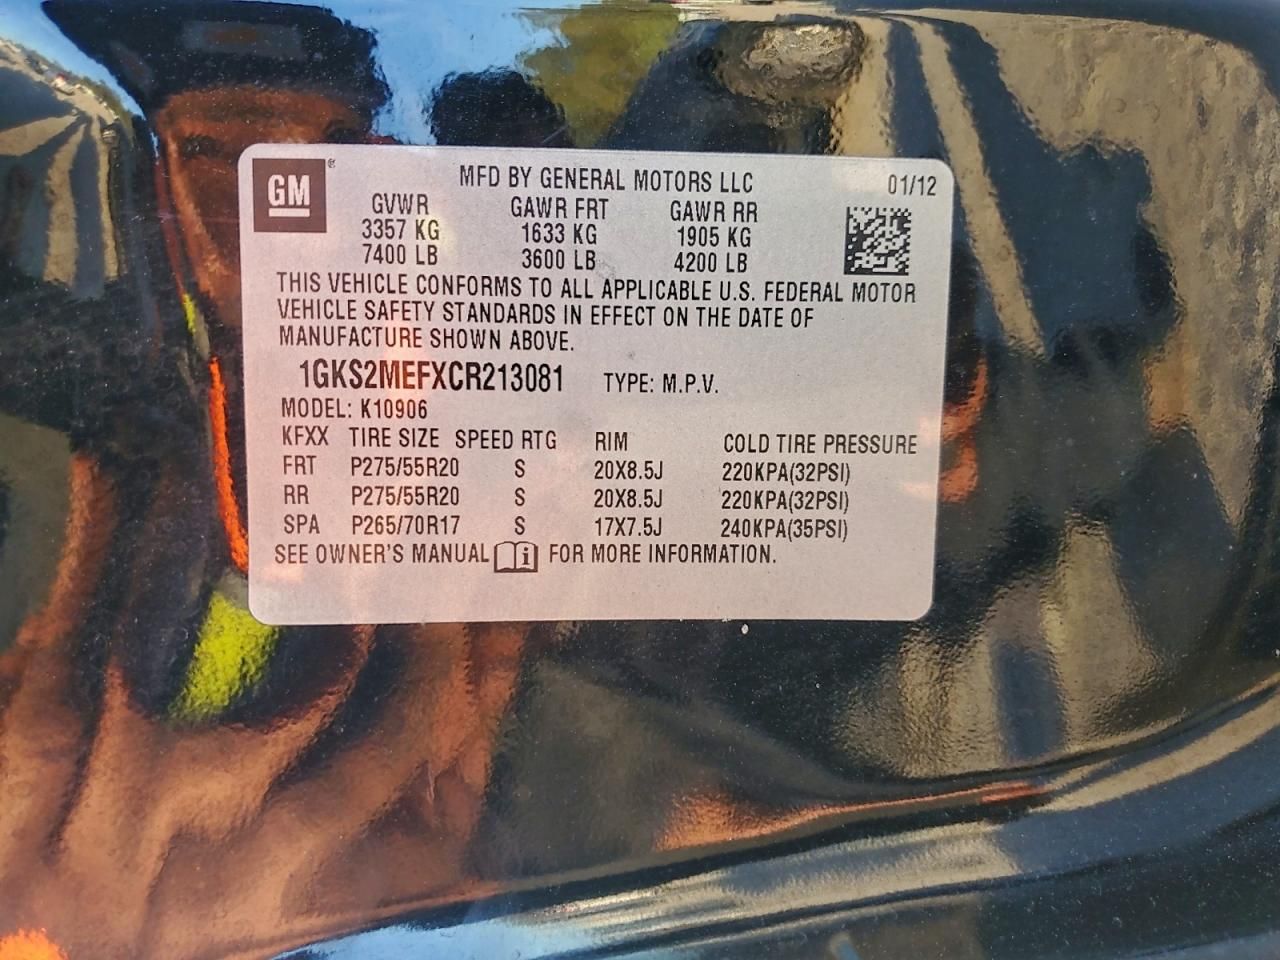 GM ®
MFD BY GENERAL MOTORS LLC 01/12
GVWR GAWR FRT GAWR RR
3357 KG 1633 KG 1905 KG
7400 LB 3600 LB 4200 LB
THIS VEHICLE CONFORMS TO ALL APPLICABLE U.S. FEDERAL MOTOR
VEHICLE SAFETY STANDARDS IN EFFECT ON THE DATE OF
MANUFACTURE SHOWN ABOVE.
1GKS2MEFXCR213081 TYPE: M.P.V.
MODEL: K10906
KFXX TIRE SIZE SPEED RTG RIM COLD TIRE PRESSURE
FRT P275/55R20 S 20X8.5J 220KPA(32PSI)
RR P275/55R20 S 20X8.5J 220KPA(32PSI)
SPA P265/70R17 S 17X7.5J 240KPA(35PSI)
SEE OWNER'S MANUAL i FOR MORE INFORMATION.